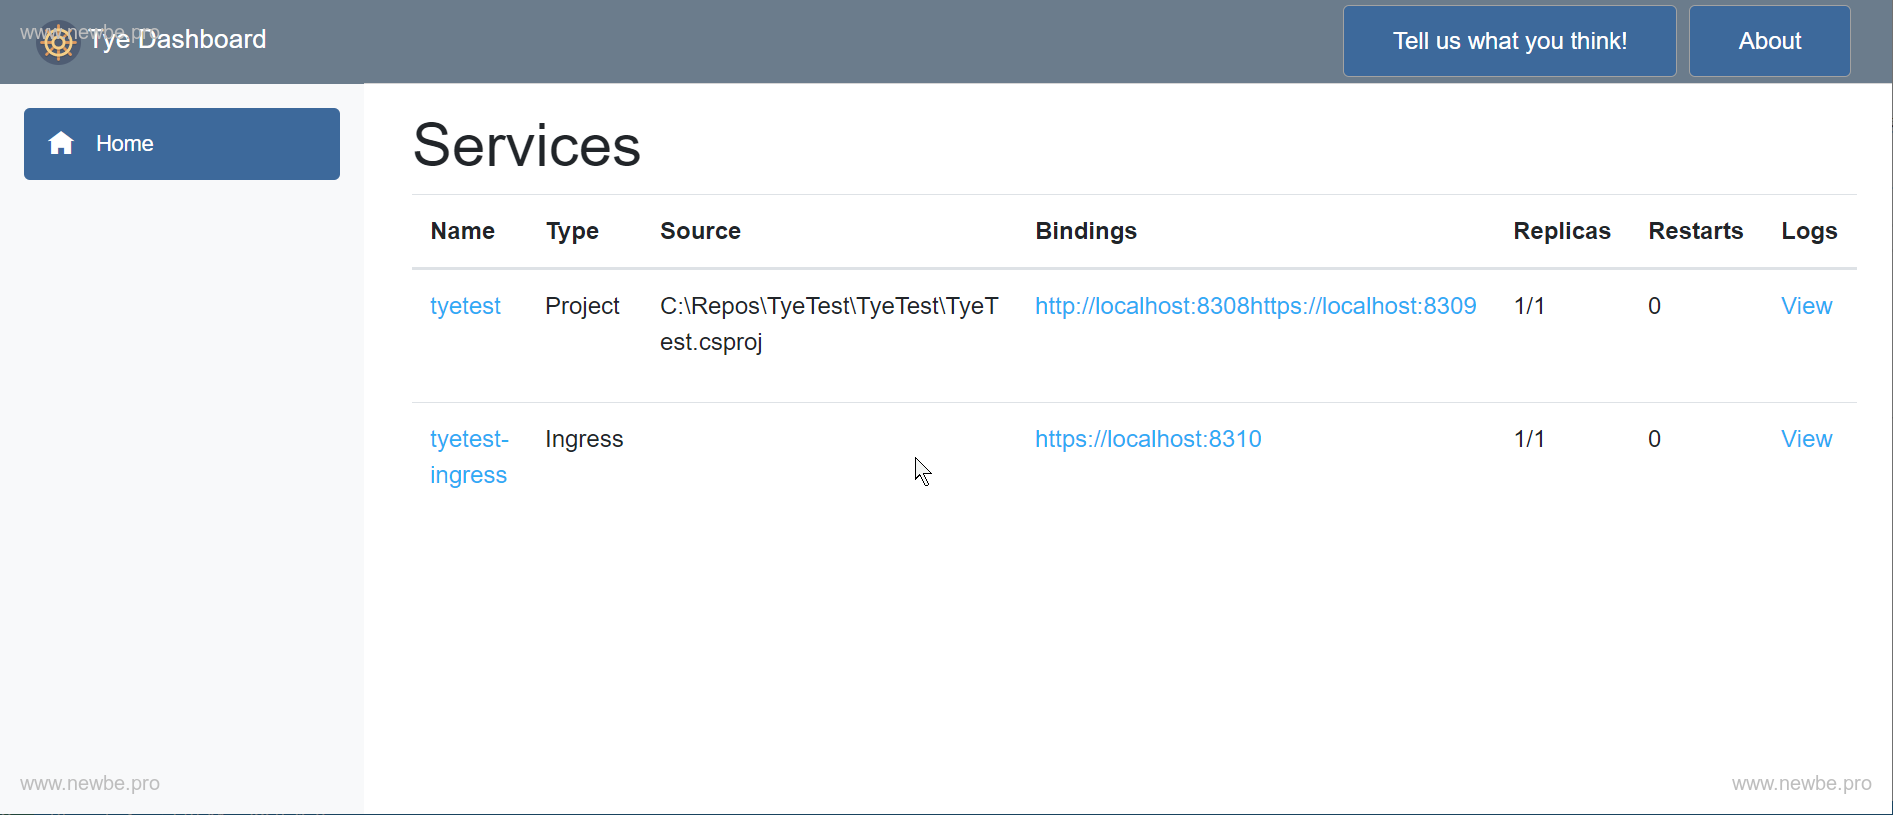 www.newbe.pro
Tye Dashboard
Tell us what you think!
About
Home
Services
Name Type Source Bindings Replicas Restarts Logs
tyetest Project C:\Repos\TyeTest\TyeTest\TyeT http://localhost:8308https://localhost:8309 1/1 0 View
est.csproj
tyetest- Ingress https://localhost:8310 1/1 0 View
ingress
www.newbe.pro
www.newbe.pro